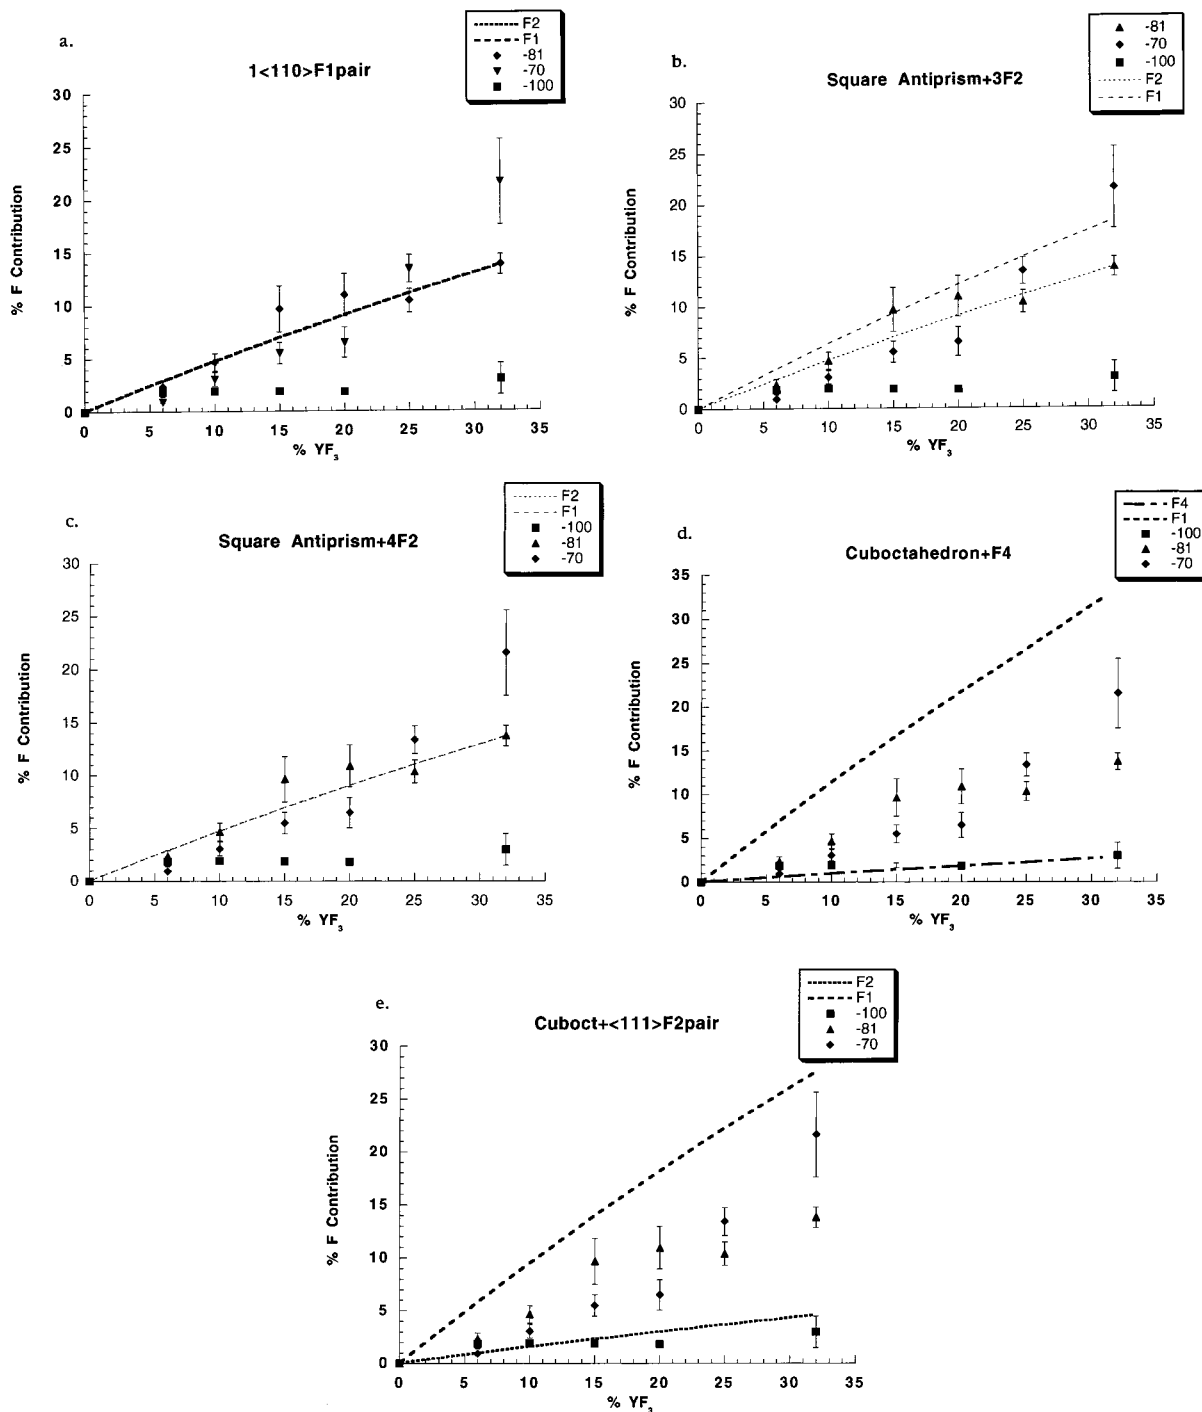 a.
1<110>F1pair
F2
F1
-81
-70
-100
30
25
20
15
10
5
0
% F Contribution
0 5 10 15 20 25 30 35
% YF₃
b.
Square Antiprism+3F2
-81
-70
-100
F2
F1
30
25
20
15
10
5
0
% F Contribution
0 5 10 15 20 25 30 35
% YF₃
c.
Square Antiprism+4F2
F2
F1
-100
-81
-70
30
25
20
15
10
5
0
% F Contribution
0 5 10 15 20 25 30 35
% YF₃
d.
Cuboctahedron+F4
F4
F1
-100
-81
-70
35
30
25
20
15
10
5
0
% F Contribution
0 5 10 15 20 25 30 35
% YF₃
e.
Cuboct+<111>F2pair
F2
F1
-100
-81
-70
30
25
20
15
10
5
0
% F Contribution
0 5 10 15 20 25 30 35
% YF₃